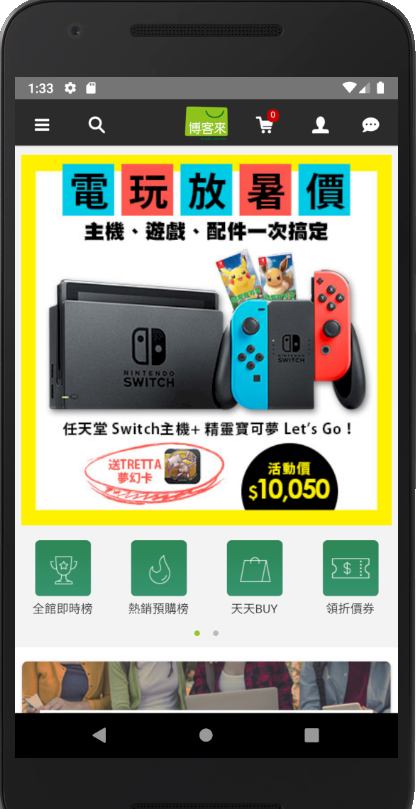 1:33
博客來
0
電玩放暑價
主機、遊戲、配件一次搞定
NINTENDO
SWITCH
任天堂 Switch主機+ 精靈寶可夢 Let's Go！
送TRETTA
夢幻卡
活動價
$10,050
全館即時榜
熱銷預購榜
天天BUY
領折價券